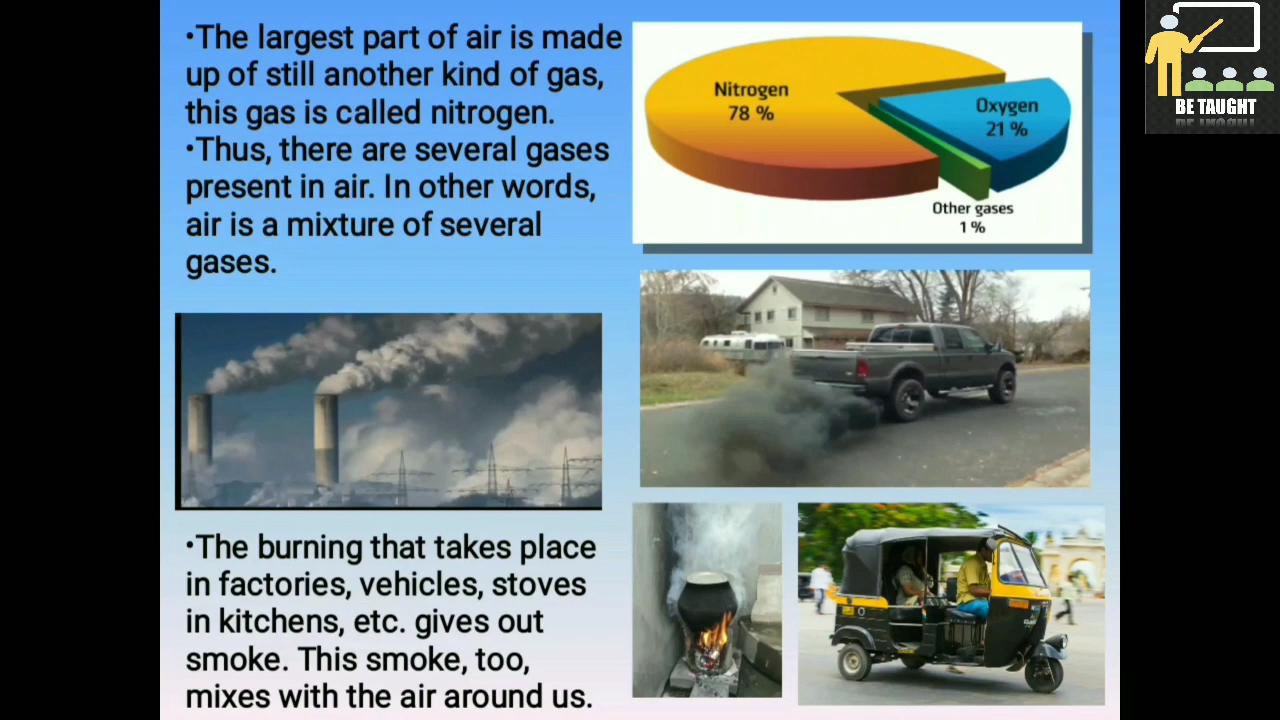 •The largest part of air is made
up of still another kind of gas,
this gas is called nitrogen.
•Thus, there are several gases
present in air. In other words,
air is a mixture of several
gases.
Nitrogen
78 %
Oxygen
21 %
Other gases
1 %
•The burning that takes place
in factories, vehicles, stoves
in kitchens, etc. gives out
smoke. This smoke, too,
mixes with the air around us.
BE TAUGHT